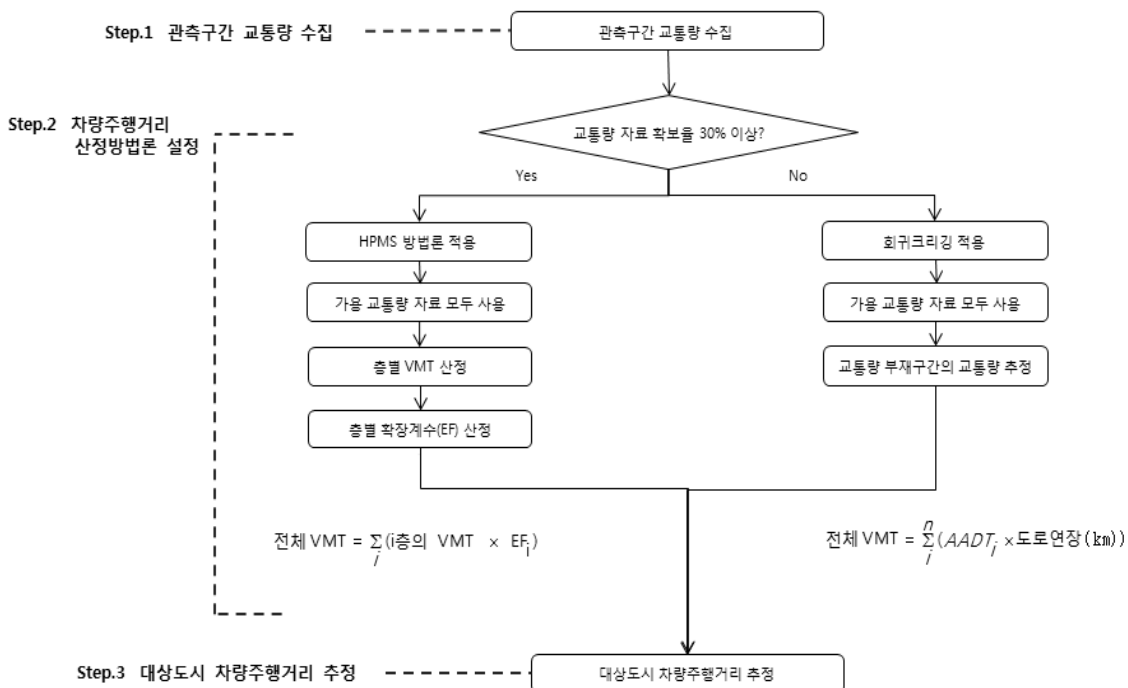 Step.1 관측구간 교통량 수집
관측구간 교통량 수집
Step.2 차량주행거리
산정방법론 설정
교통량 자료 확보율 30% 이상?
Yes
No
HPMS 방법론 적용
가용 교통량 자료 모두 사용
층별 VMT 산정
층별 확장계수(EF) 산정
회귀크리깅 적용
가용 교통량 자료 모두 사용
교통량 부재구간의 교통량 추정
전체 VMT = ∑_i (i층의 VMT × EF_i)
전체 VMT = ∑_i^n (AADT_i × 도로연장(km))
Step.3 대상도시 차량주행거리 추정
대상도시 차량주행거리 추정